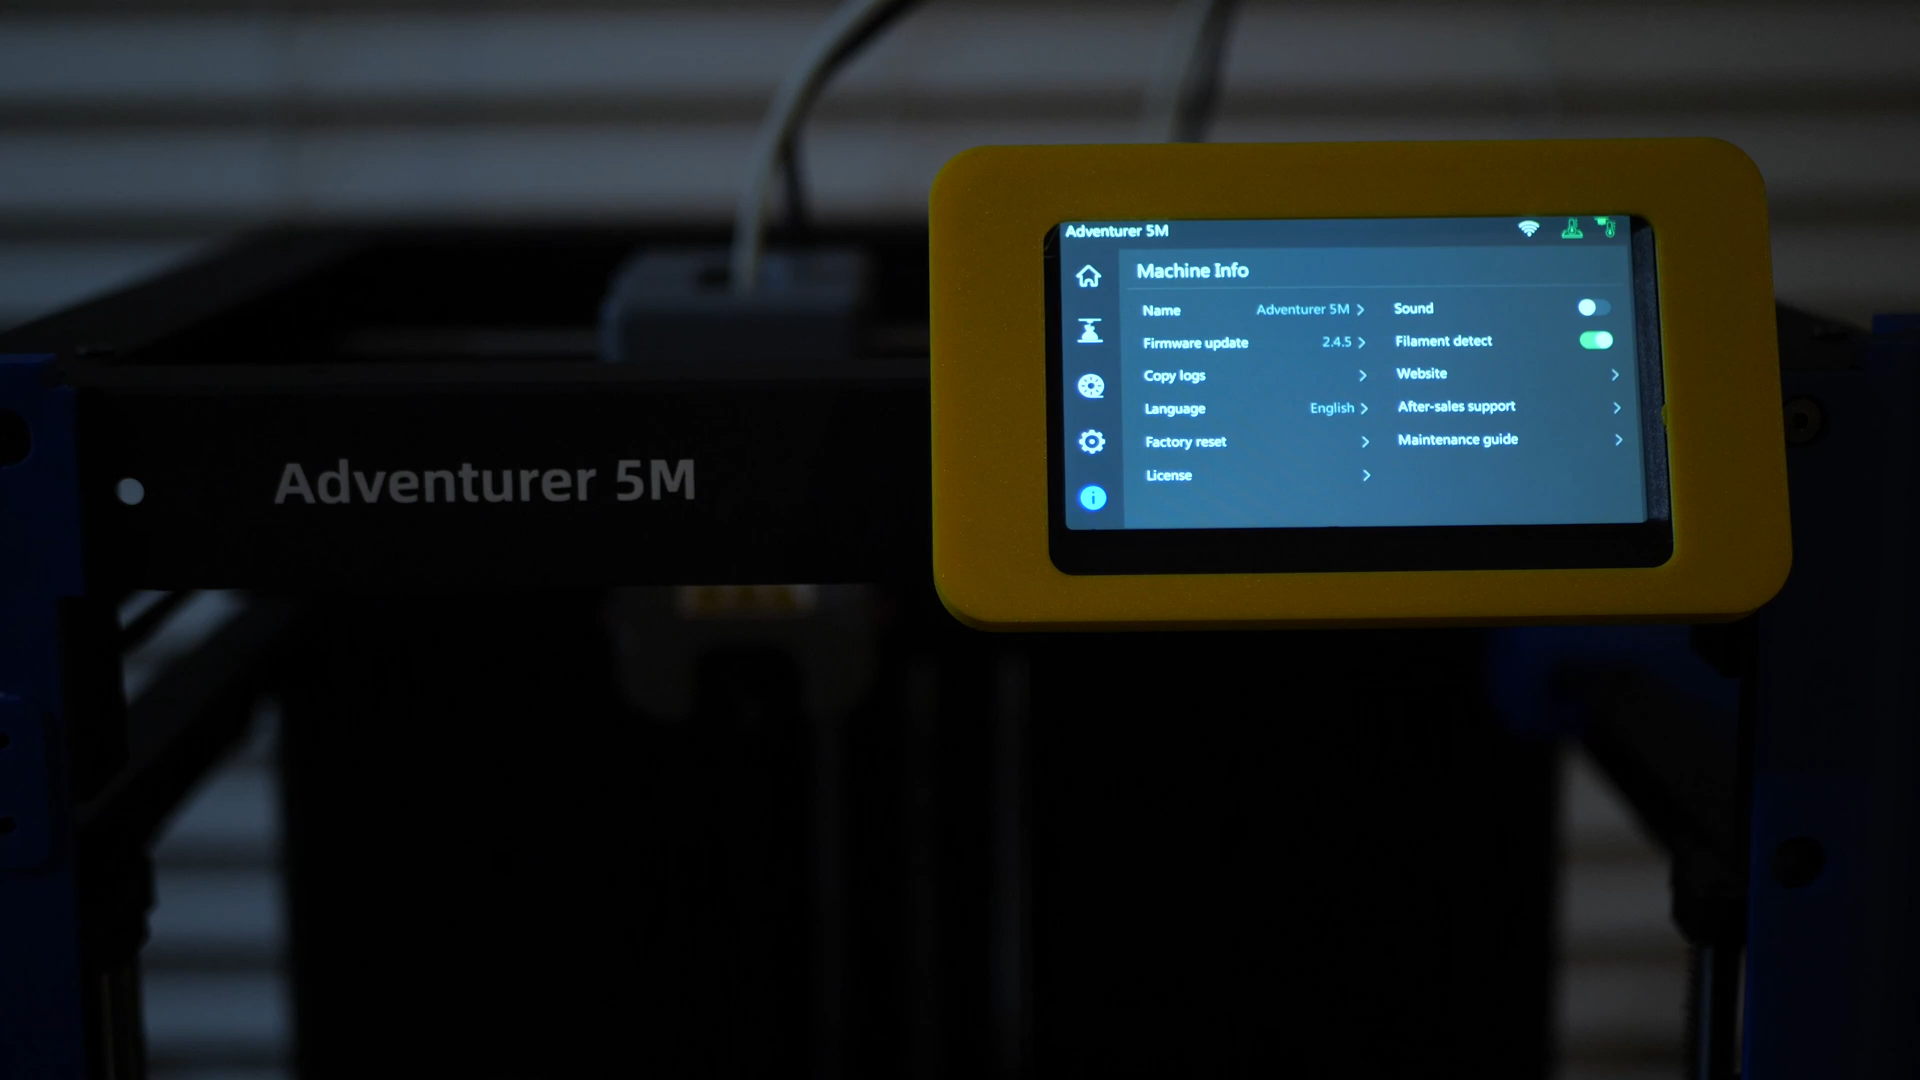 Adventurer 5M
Adventurer 5M
Machine Info
Name Adventurer 5M
Firmware update 2.4.5
Copy logs
Language English
Factory reset
License
Sound
Filament detect
Website
After-sales support
Maintenance guide